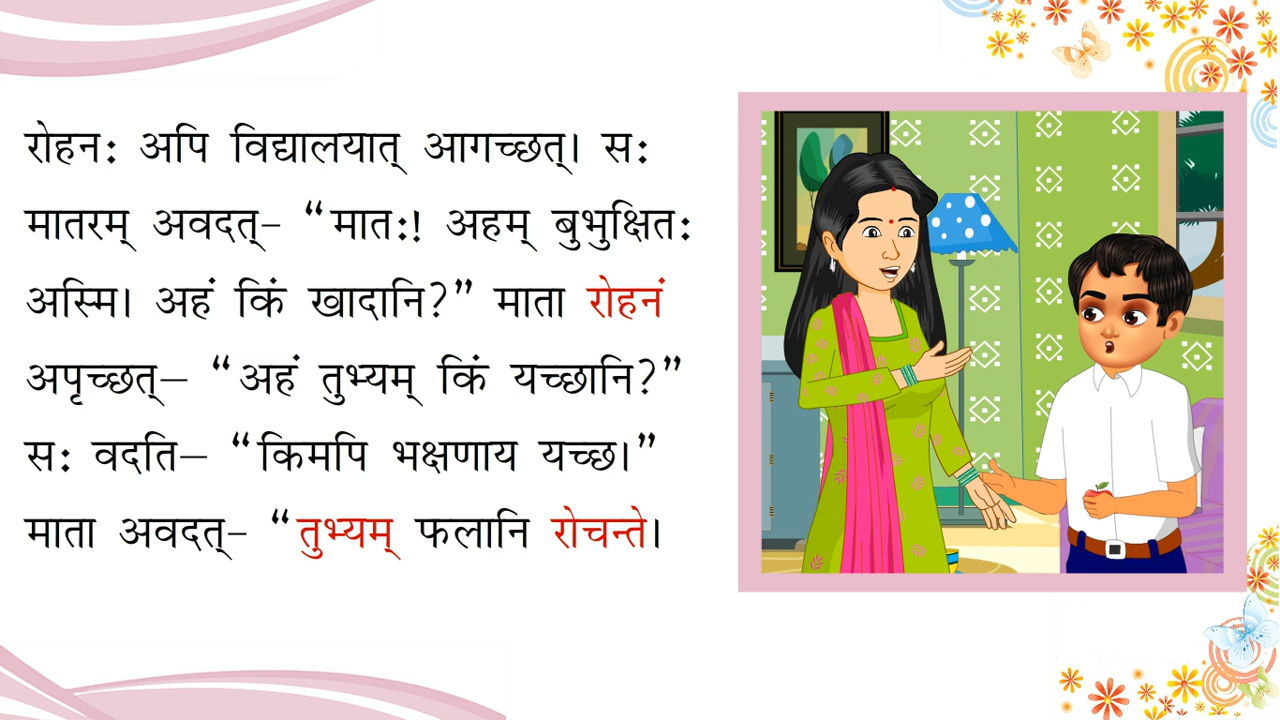 रोहनः अपि विद्यालयात् आगच्छत्। सः
मातरम् अवदत्– “मातः! अहम् बुभुक्षितः
अस्मि। अहं किं खादानि?” माता रोहनं
अपृच्छत्– “अहं तुभ्यम् किं यच्छानि?”
सः वदति– “किमपि भक्षणाय यच्छ।”
माता अवदत्– “तुभ्यम् फलानि रोचन्ते।